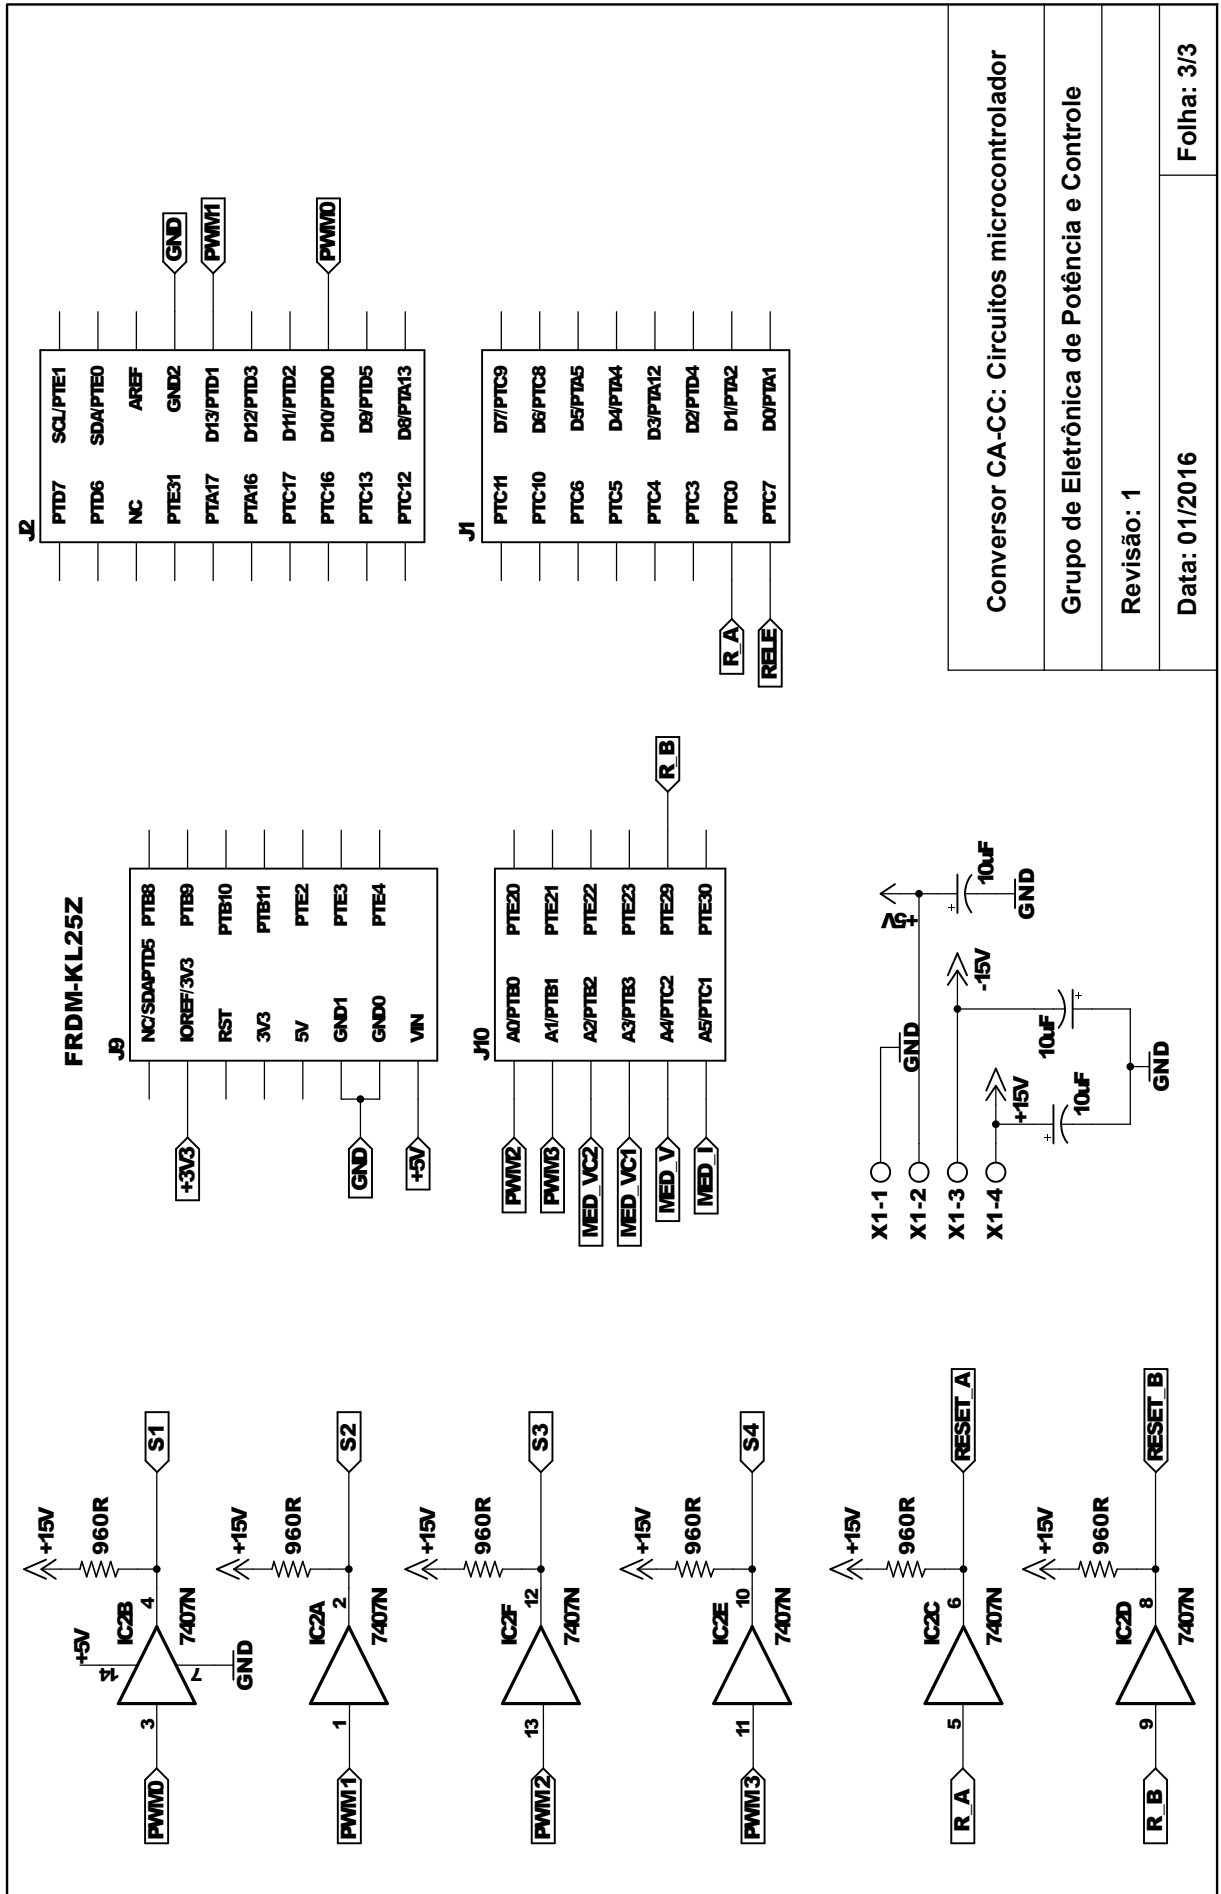 PWM0
3
+5V
14
7
GND
IC2B
4
7407N
+15V
960R
S1
PWM1
1
IC2A
2
7407N
+15V
960R
S2
PWM2
13
IC2F
12
7407N
+15V
960R
S3
PWM3
11
IC2E
10
7407N
+15V
960R
S4
R_A
5
IC2C
6
7407N
+15V
960R
RESET_A
R_B
9
IC2D
8
7407N
+15V
960R
RESET_B
FRDM-KL25Z
J9
NC/SDAPTD5 PTB8
IOREF/3V3 PTB9
RST PTB10
3V3 PTB11
5V PTE2
GND1 PTE3
GND0 PTE4
VIN
+3V3
GND
+5V
J10
A0/PTB0 PTE20
A1/PTB1 PTE21
A2/PTB2 PTE22
A3/PTB3 PTE23
A4/PTC2 PTE29
A5/PTC1 PTE30
PWM2
PWM3
MED_VC2
MED_VC1
MED_V
MED_I
R_B
X1-1
X1-2
X1-3
X1-4
GND
+5V
10uF
GND
-15V
10uF
+15V
10uF
GND
J2
PTD7 SCL/PTE1
PTD6 SDA/PTE0
NC AREF
PTE31 GND2
PTA17 D13/PTD1
PTA16 D12/PTD3
PTC17 D11/PTD2
PTC16 D10/PTD0
PTC13 D9/PTD5
PTC12 D8/PTA13
GND
PWM1
PWM0
J1
PTC11 D7/PTC9
PTC10 D6/PTC8
PTC6 D5/PTA5
PTC5 D4/PTA4
PTC4 D3/PTA12
PTC3 D2/PTD4
PTC0 D1/PTA2
PTC7 D0/PTA1
R_A
RELE
Conversor CA-CC: Circuitos microcontrolador
Grupo de Eletrônica de Potência e Controle
Revisão: 1
Data: 01/2016 Folha: 3/3